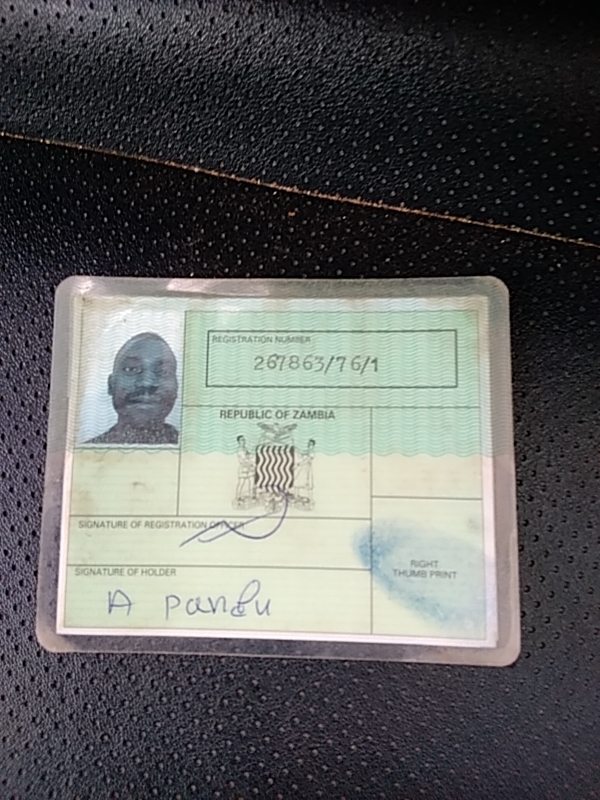 REGISTRATION NUMBER
267863/76/1
REPUBLIC OF ZAMBIA
SIGNATURE OF REGISTRATION OFFICER
RIGHT
THUMB PRINT
SIGNATURE OF HOLDER
A Pandu